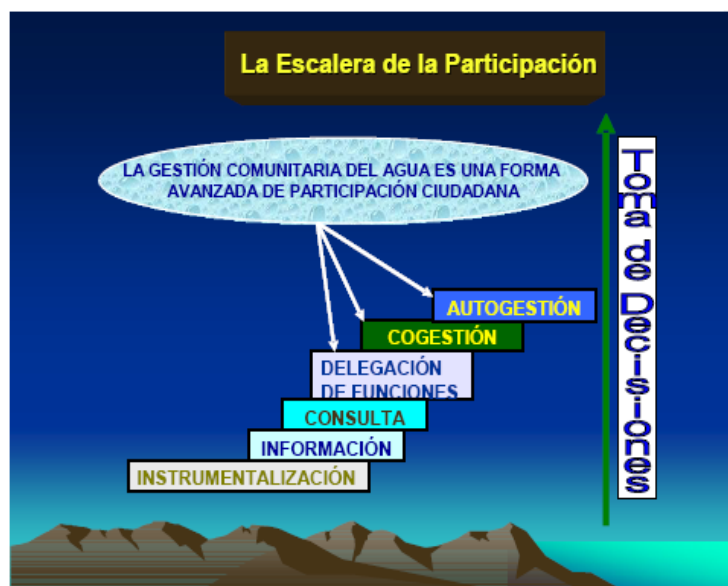 La Escalera de la Participación
LA GESTIÓN COMUNITARIA DEL AGUA ES UNA FORMA
AVANZADA DE PARTICIPACIÓN CIUDADANA
Toma de Decisiones
AUTOGESTIÓN
COGESTIÓN
DELEGACIÓN
DE FUNCIONES
CONSULTA
INFORMACIÓN
INSTRUMENTALIZACIÓN